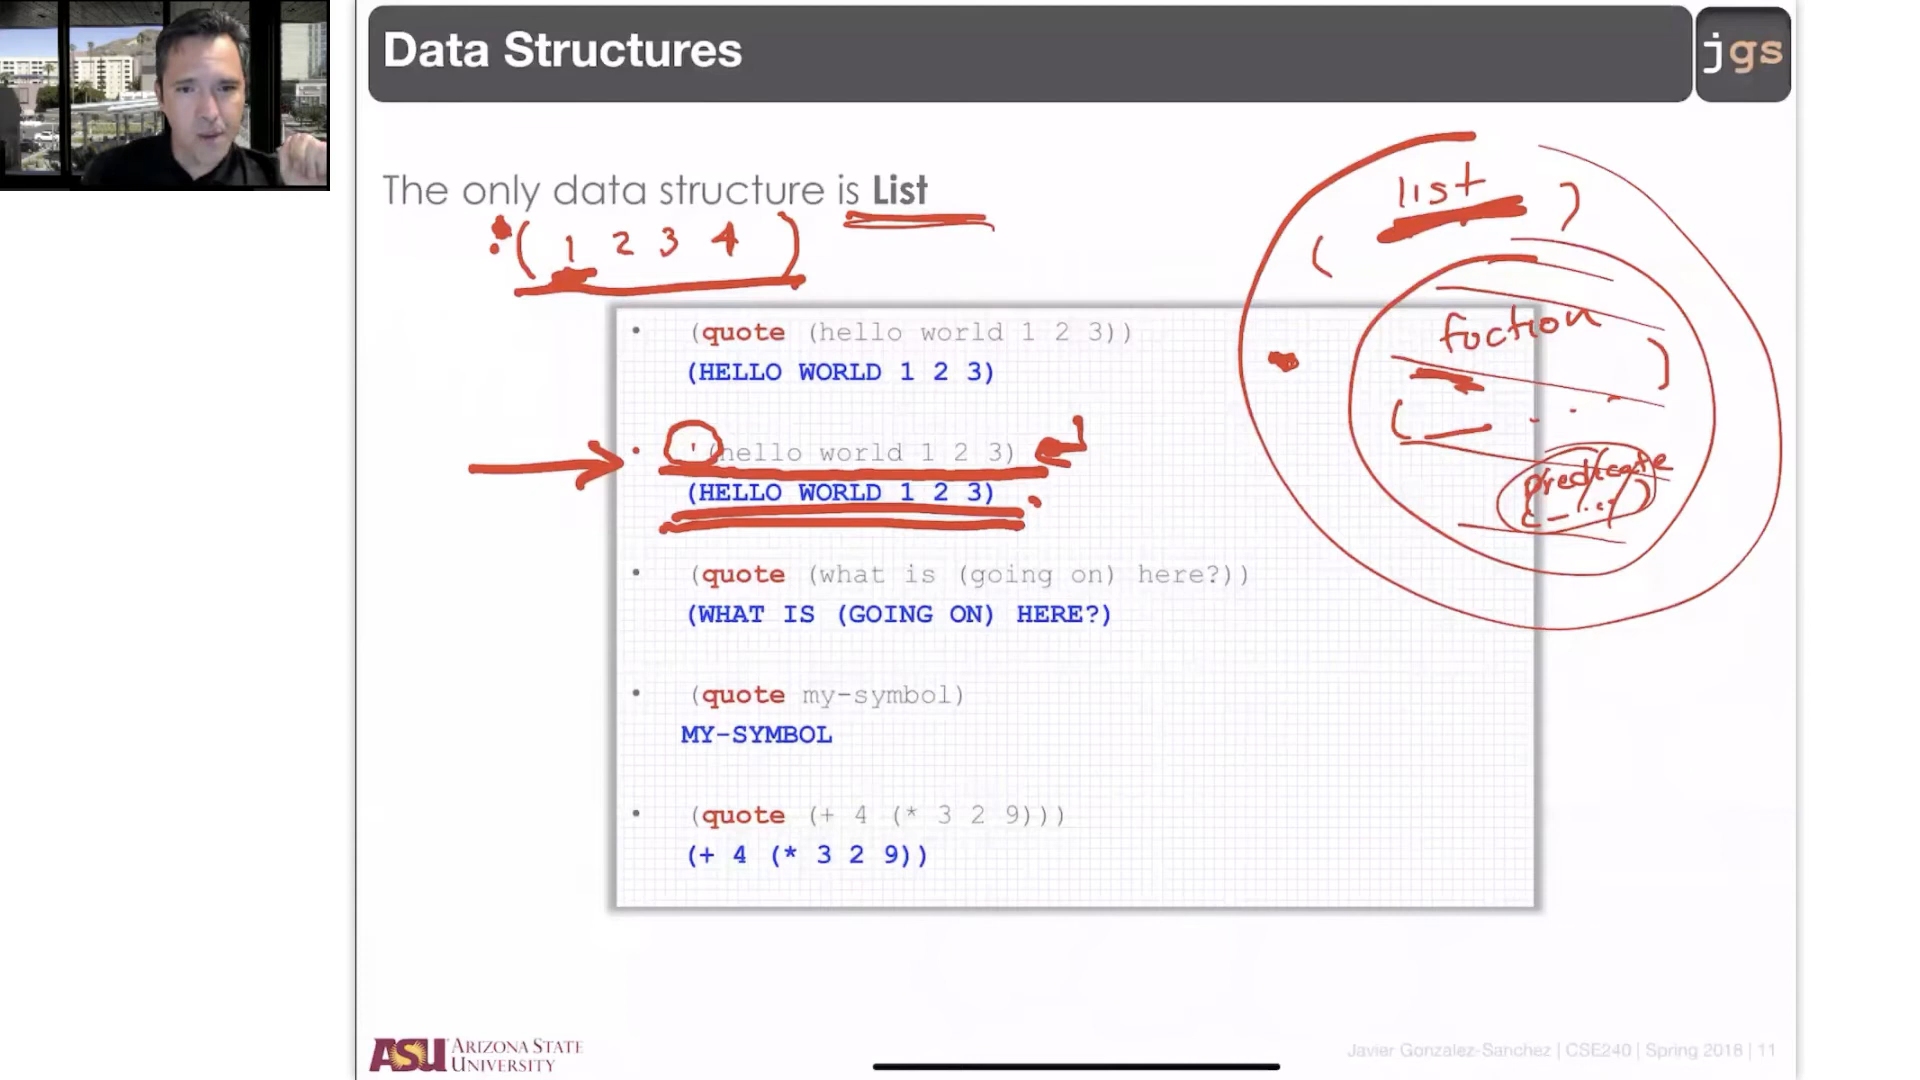 Data Structures
jgs
The only data structure is List
'( 1 2 3 4 )
list
( )
• (quote (hello world 1 2 3))
(HELLO WORLD 1 2 3)
fuction
• '(hello world 1 2 3)
(HELLO WORLD 1 2 3)
predicate
• (quote (what is (going on) here?))
(WHAT IS (GOING ON) HERE?)
• (quote my-symbol)
MY-SYMBOL
• (quote (+ 4 (* 3 2 9)))
(+ 4 (* 3 2 9))
ASU ARIZONA STATE
UNIVERSITY
Javier Gonzalez-Sanchez | CSE240 | Spring 2018 | 11